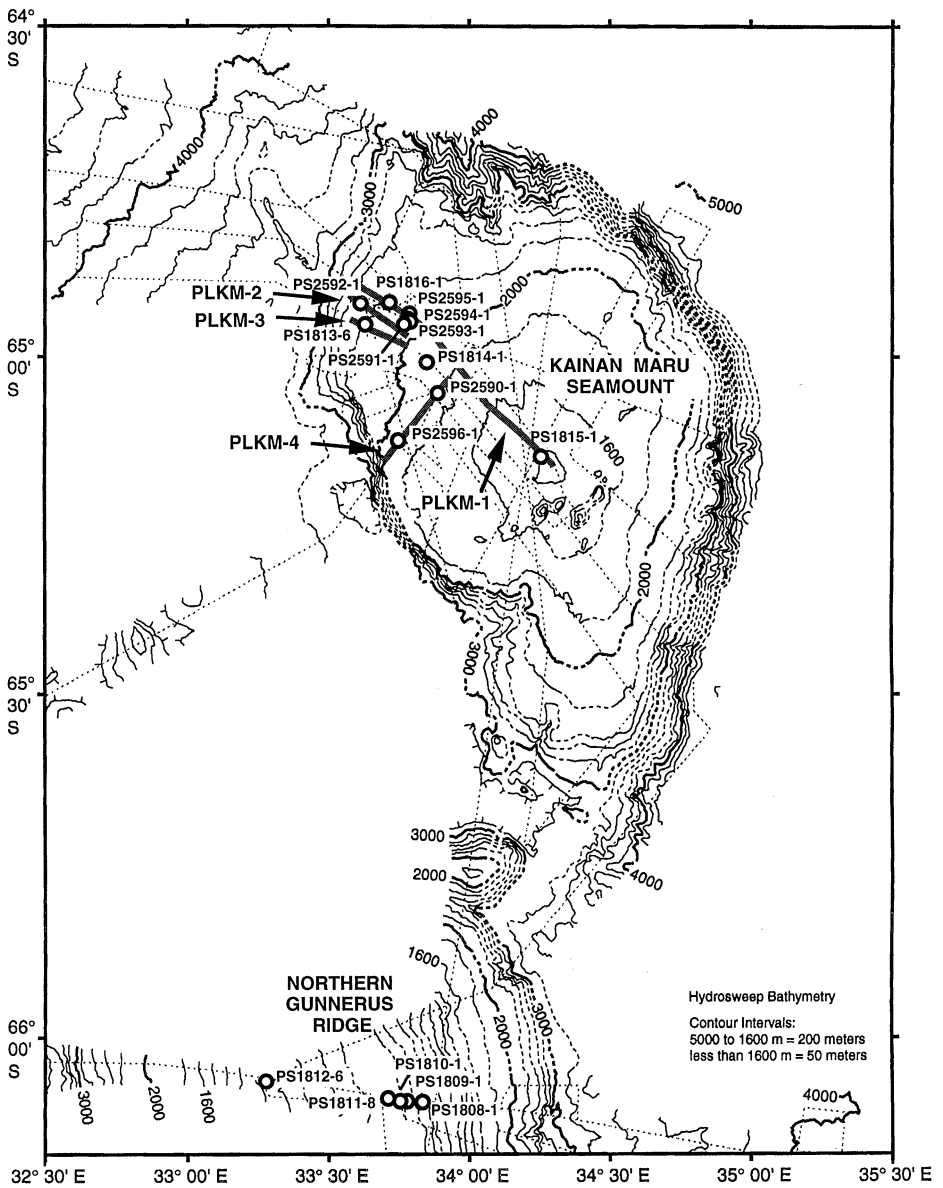 64°
30'
S
4000
4000
3000
5000
2000
PS2592-1
PS1816-1
PLKM-2
PS2595-1
PS2594-1
PLKM-3
PS2593-1
PS1813-6
PS2591-1
65°
00'
S
PS1814-1
KAINAN MARU
SEAMOUNT
PS2590-1
PLKM-4
PS2596-1
PS1815-1
1600
PLKM-1
2000
3000
65°
30'
S
3000
2000
4000
1600
NORTHERN
GUNNERUS
RIDGE
2000
3000
Hydrosweep Bathymetry
Contour Intervals:
5000 to 1600 m = 200 meters
less than 1600 m = 50 meters
66°
00'
S
PS1810-1
PS1812-6
PS1809-1
PS1811-8
PS1808-1
3000
2000
1600
4000
32° 30' E
33° 00' E
33° 30' E
34° 00' E
34° 30' E
35° 00' E
35° 30' E